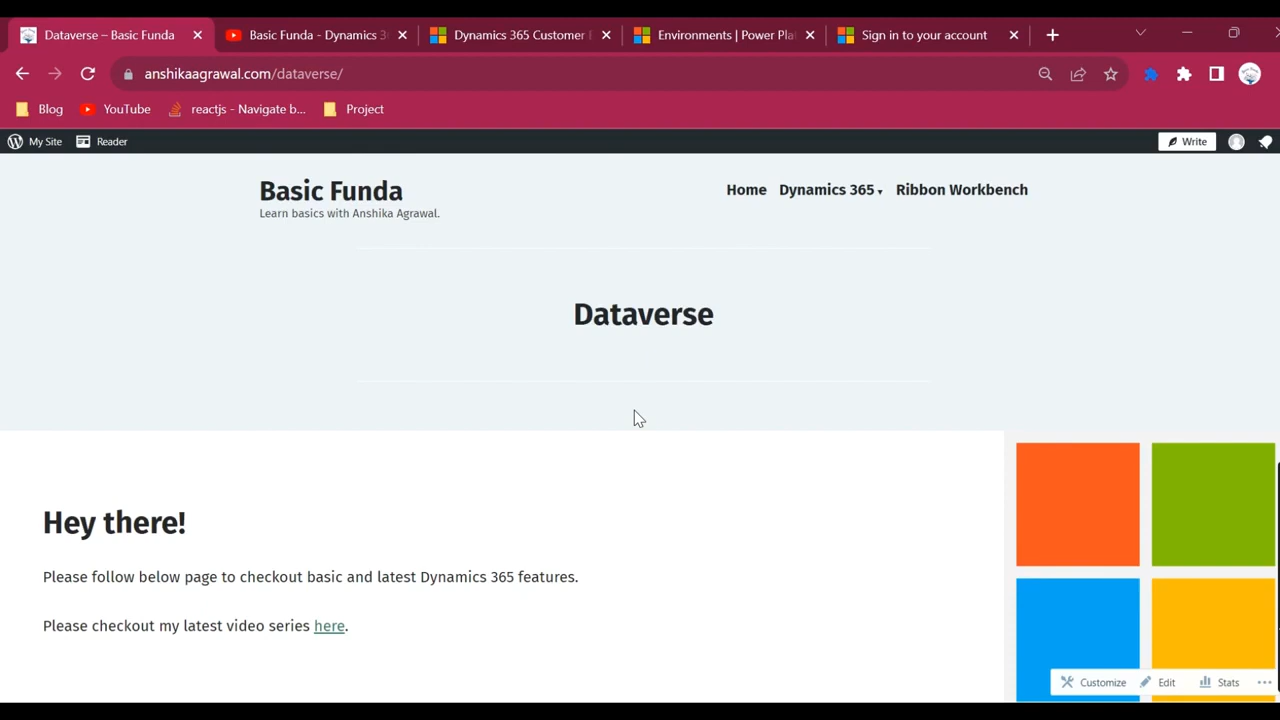 Dataverse – Basic Funda
Basic Funda - Dynamics 3
Dynamics 365 Customer
Environments | Power Pla
Sign in to your account
anshikaagrawal.com/dataverse/
Blog
YouTube
reactjs - Navigate b...
Project
My Site
Reader
Write
Basic Funda
Learn basics with Anshika Agrawal.
Home
Dynamics 365
Ribbon Workbench
Dataverse
Hey there!
Please follow below page to checkout basic and latest Dynamics 365 features.
Please checkout my latest video series here.
Customize
Edit
Stats